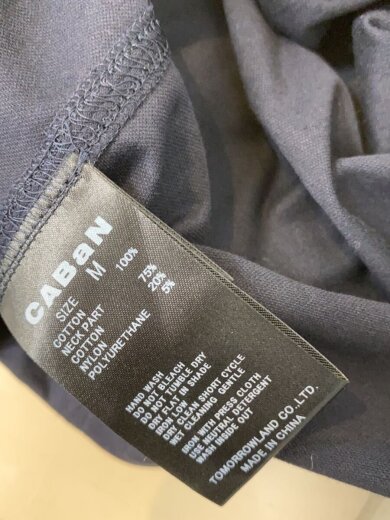 CABaN
SIZE M
COTTON 100%
NECK PART
COTTON 75%
NYLON 20%
POLYURETHANE 5%
HAND WASH
DO NOT BLEACH
DO NOT TUMBLE DRY
DRY FLAT IN SHADE
IRON LOW
DRY CLEAN SHORT CYCLE
WET CLEANING GENTLE
IRON WITH PRESS CLOTH
USE NEUTRAL DETERGENT
WASH INSIDE OUT
TOMORROWLAND CO.,LTD.
MADE IN CHINA